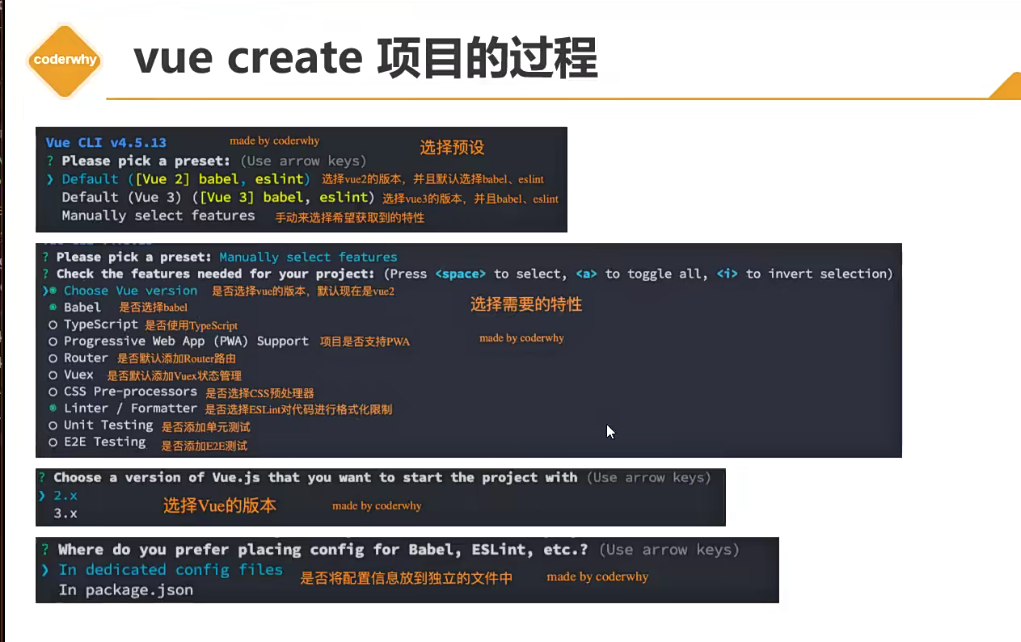 coderwhy
vue create 项目的过程
Vue CLI v4.5.13 made by coderwhy 选择预设
? Please pick a preset: (Use arrow keys)
❯ Default ([Vue 2] babel, eslint) 选择vue2的版本，并且默认选择babel、eslint
Default (Vue 3) ([Vue 3] babel, eslint) 选择vue3的版本，并且babel、eslint
Manually select features 手动来选择希望获取到的特性
? Please pick a preset: Manually select features
? Check the features needed for your project: (Press <space> to select, <a> to toggle all, <i> to invert selection)
❯◉ Choose Vue version 是否选择vue的版本，默认现在是vue2
◉ Babel 是否选择babel 选择需要的特性
○ TypeScript 是否使用TypeScript
○ Progressive Web App (PWA) Support 项目是否支持PWA made by coderwhy
○ Router 是否默认添加Router路由
○ Vuex 是否默认添加Vuex状态管理
○ CSS Pre-processors 是否选择CSS预处理器
◉ Linter / Formatter 是否选择ESLint对代码进行格式化限制
○ Unit Testing 是否添加单元测试
○ E2E Testing 是否添加E2E测试
? Choose a version of Vue.js that you want to start the project with (Use arrow keys)
❯ 2.x
3.x 选择Vue的版本 made by coderwhy
? Where do you prefer placing config for Babel, ESLint, etc.? (Use arrow keys)
❯ In dedicated config files 是否将配置信息放到独立的文件中 made by coderwhy
In package.json